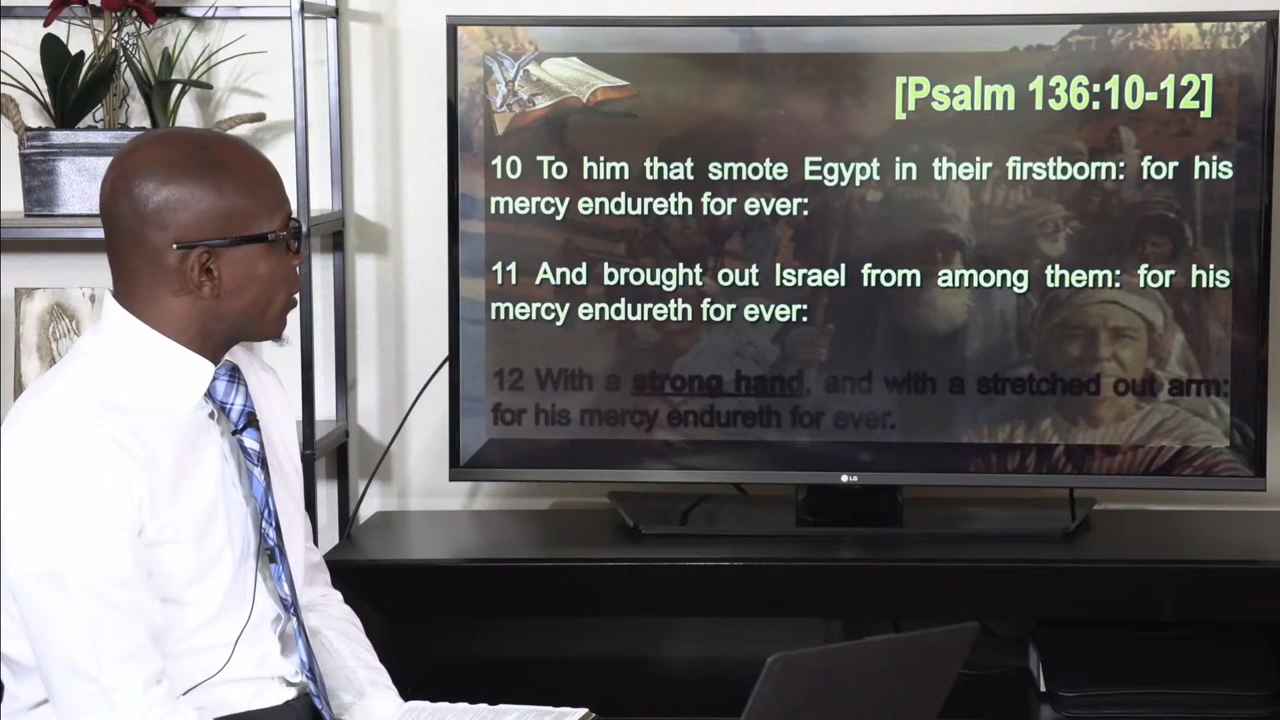 [Psalm 136:10-12]
10 To him that smote Egypt in their firstborn: for his
mercy endureth for ever:
11 And brought out Israel from among them: for his
mercy endureth for ever:
12 With a strong hand, and with a stretched out arm:
for his mercy endureth for ever.
LG